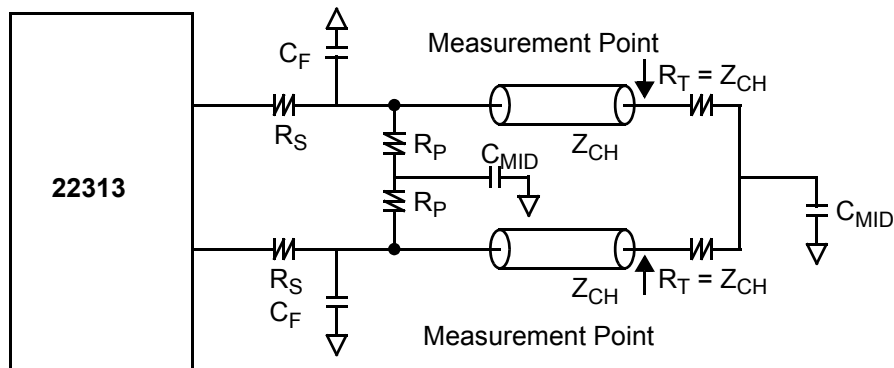 C_F
Measurement Point
R_T = Z_CH
R_S
R_P
Z_CH
C_MID
22313
R_P
C_MID
R_S
Z_CH
R_T = Z_CH
C_F
Measurement Point